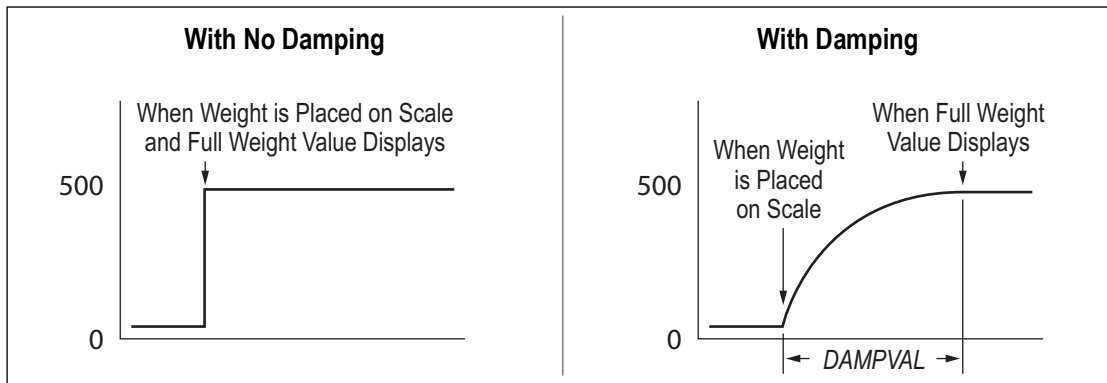 With No Damping
When Weight is Placed on Scale
and Full Weight Value Displays
500
0
With Damping
When Full Weight
Value Displays
When Weight
is Placed
on Scale
500
0
DAMPVAL